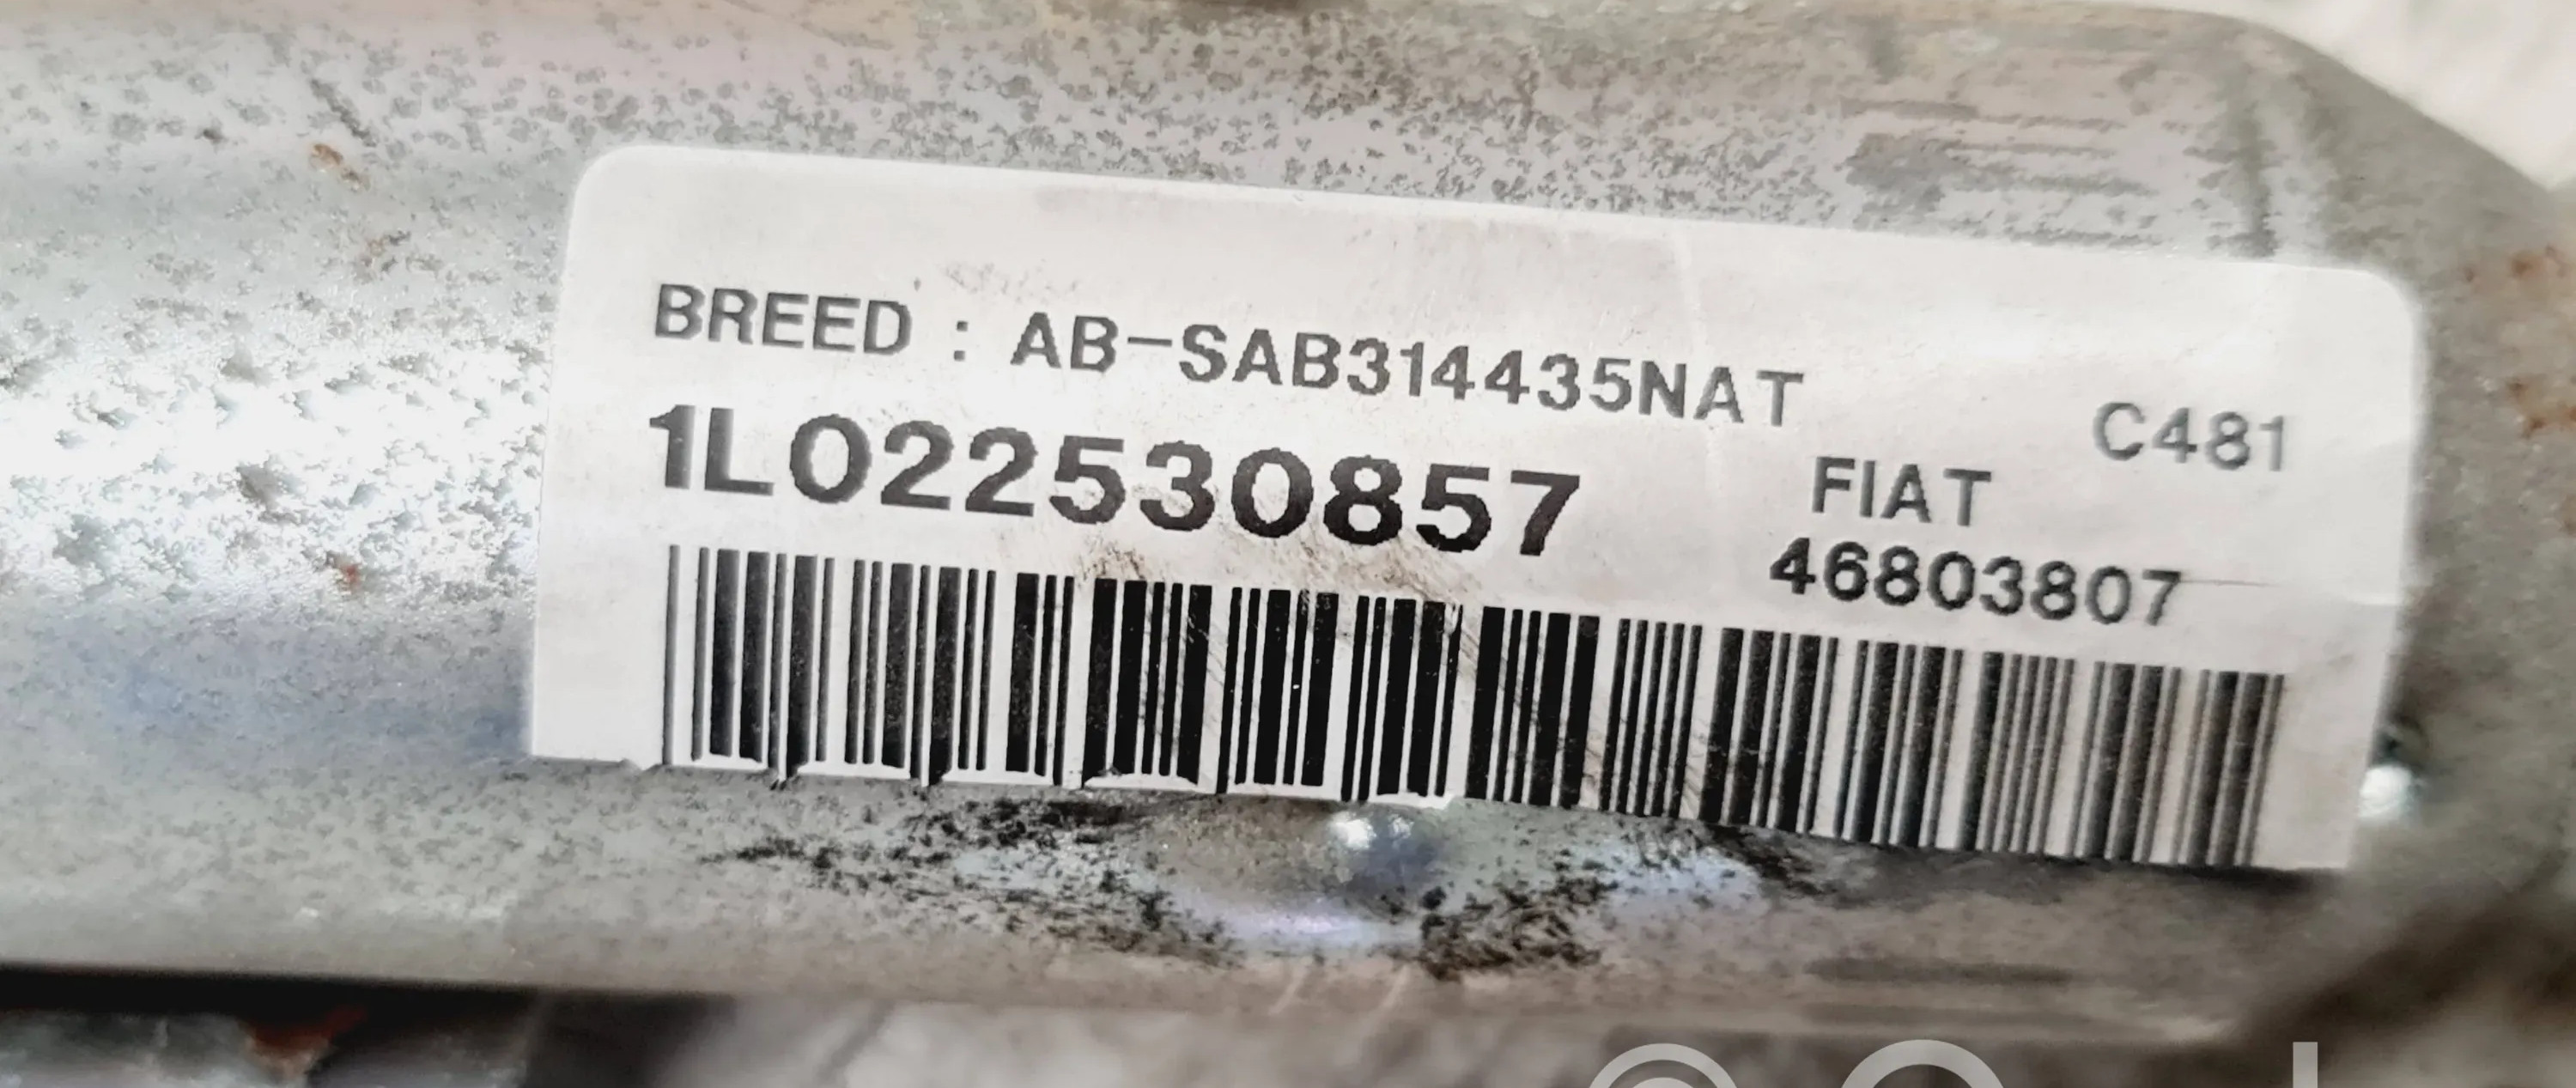 BREED : AB-SAB314435NAT
C481
1L022530857
FIAT
46803807